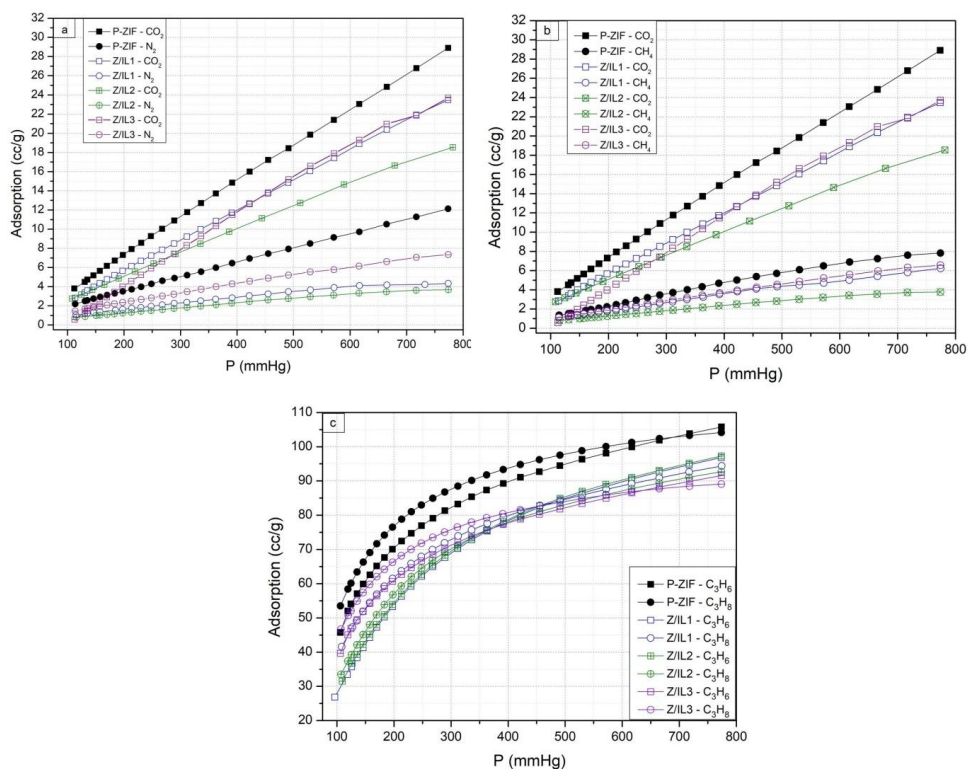 a
P-ZIF - CO₂
P-ZIF - N₂
Z/IL1 - CO₂
Z/IL1 - N₂
Z/IL2 - CO₂
Z/IL2 - N₂
Z/IL3 - CO₂
Z/IL3 - N₂
Adsorption (cc/g)
32
30
28
26
24
22
20
18
16
14
12
10
8
6
4
2
0
100 200 300 400 500 600 700 800
P (mmHg)
b
P-ZIF - CO₂
P-ZIF - CH₄
Z/IL1 - CO₂
Z/IL1 - CH₄
Z/IL2 - CO₂
Z/IL2 - CH₄
Z/IL3 - CO₂
Z/IL3 - CH₄
Adsorption (cc/g)
32
30
28
26
24
22
20
18
16
14
12
10
8
6
4
2
0
100 200 300 400 500 600 700 800
P (mmHg)
c
Adsorption (cc/g)
110
100
90
80
70
60
50
40
30
20
P-ZIF - C₃H₆
P-ZIF - C₃H₈
Z/IL1 - C₃H₆
Z/IL1 - C₃H₈
Z/IL2 - C₃H₆
Z/IL2 - C₃H₈
Z/IL3 - C₃H₆
Z/IL3 - C₃H₈
100 200 300 400 500 600 700 800
P (mmHg)